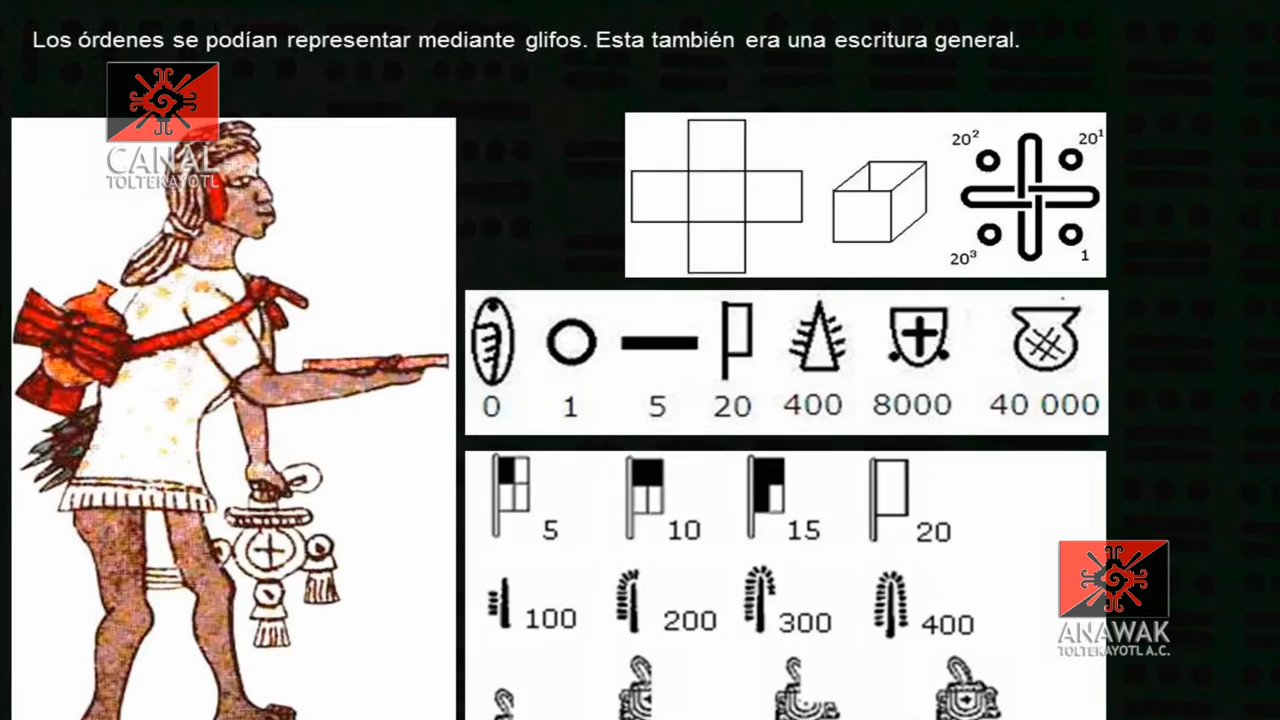 Los órdenes se podían representar mediante glifos. Esta también era una escritura general.
CANAL
TOLTEKAYOTL
20² 20¹
20³ 1
0 1 5 20 400 8000 40 000
5 10 15 20
100 200 300 400
ANAWAK
TOLTEKAYOTL A.C.